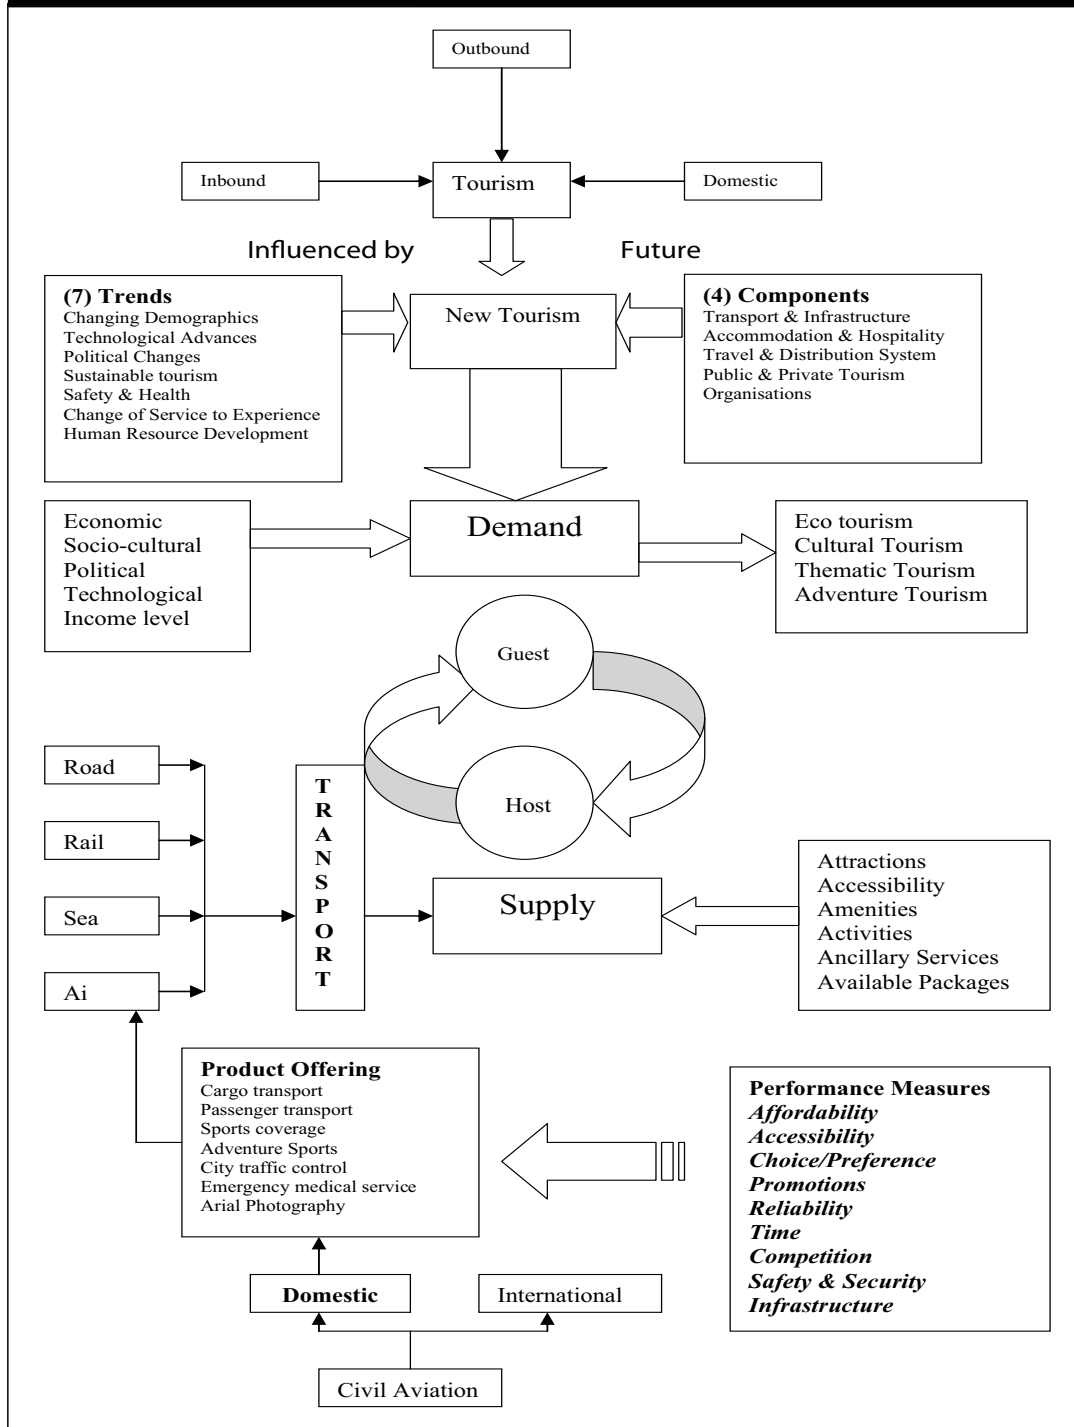 Outbound
Inbound
Tourism
Domestic
Influenced by
Future
(7) Trends
Changing Demographics
Technological Advances
Political Changes
Sustainable tourism
Safety & Health
Change of Service to Experience
Human Resource Development
New Tourism
(4) Components
Transport & Infrastructure
Accommodation & Hospitality
Travel & Distribution System
Public & Private Tourism
Organisations
Economic
Socio-cultural
Political
Technological
Income level
Demand
Eco tourism
Cultural Tourism
Thematic Tourism
Adventure Tourism
Guest
Host
Road
Rail
Sea
Ai
T
R
A
N
S
P
O
R
T
Supply
Attractions
Accessibility
Amenities
Activities
Ancillary Services
Available Packages
Product Offering
Cargo transport
Passenger transport
Sports coverage
Adventure Sports
City traffic control
Emergency medical service
Arial Photography
Performance Measures
Affordability
Accessibility
Choice/Preference
Promotions
Reliability
Time
Competition
Safety & Security
Infrastructure
Domestic
International
Civil Aviation